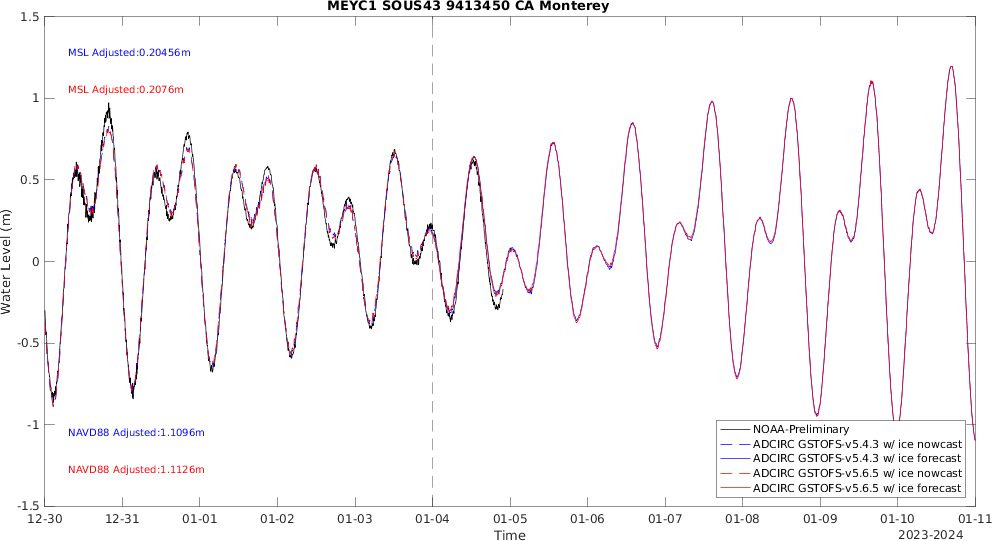 MEYC1 SOUS43 9413450 CA Monterey
1.5
MSL Adjusted:0.20456m
MSL Adjusted:0.2076m
1
0.5
0
-0.5
-1
-1.5
Water Level (m)
NAVD88 Adjusted:1.1096m
NAVD88 Adjusted:1.1126m
NOAA-Preliminary
ADCIRC GSTOFS-v5.4.3 w/ ice nowcast
ADCIRC GSTOFS-v5.4.3 w/ ice forecast
ADCIRC GSTOFS-v5.6.5 w/ ice nowcast
ADCIRC GSTOFS-v5.6.5 w/ ice forecast
12-30 12-31 01-01 01-02 01-03 01-04 01-05 01-06 01-07 01-08 01-09 01-10 01-11
Time
2023-2024